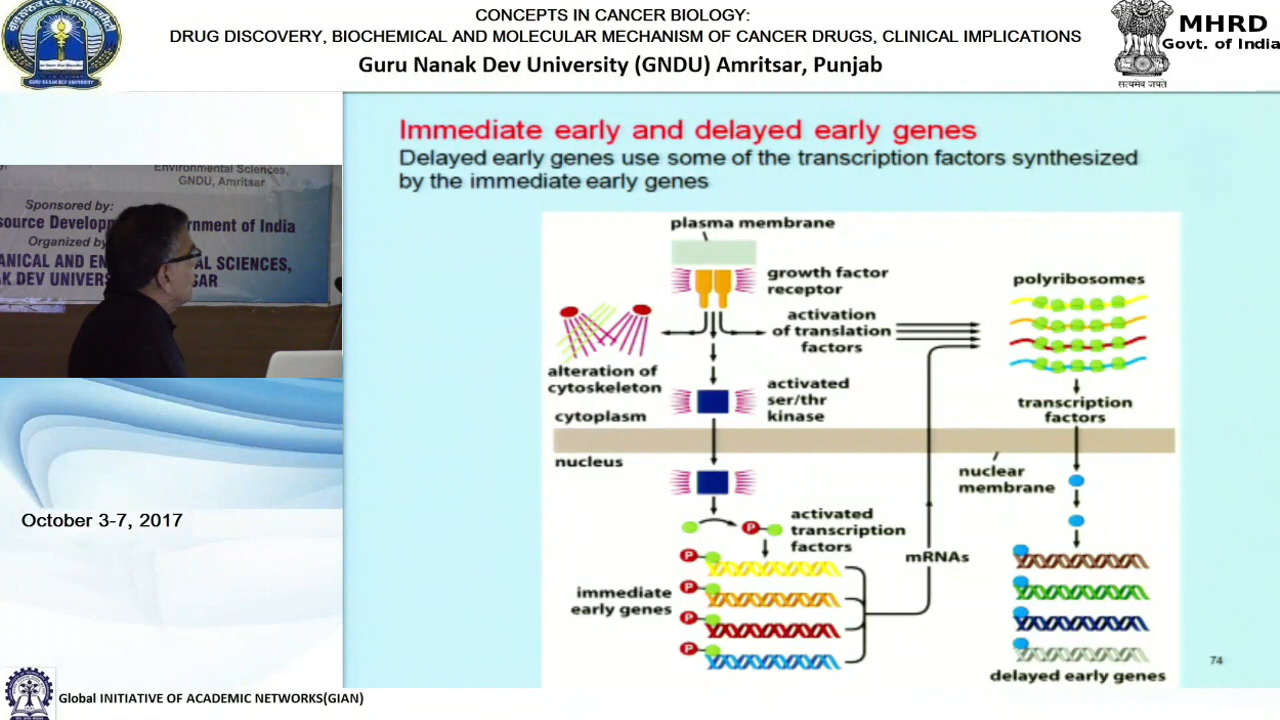 CONCEPTS IN CANCER BIOLOGY:
DRUG DISCOVERY, BIOCHEMICAL AND MOLECULAR MECHANISM OF CANCER DRUGS, CLINICAL IMPLICATIONS
Guru Nanak Dev University (GNDU) Amritsar, Punjab
MHRD
Govt. of India
सत्यमेव जयते
Immediate early and delayed early genes
Delayed early genes use some of the transcription factors synthesized
by the immediate early genes
Environmental Sciences,
GNDU, Amritsar
Sponsored by:
source Develop rnment of India
Organized by
ANICAL AND EN AL SCIENCES,
AK DEV UNIVERS SAR
plasma membrane
growth factor
receptor
activation
of translation
factors
alteration of
cytoskeleton
cytoplasm
activated
ser/thr
kinase
polyribosomes
transcription
factors
nucleus
nuclear
membrane
activated
transcription
factors
P
P
P
P
P
immediate
early genes
mRNAs
delayed early genes
74
October 3-7, 2017
Global INITIATIVE OF ACADEMIC NETWORKS(GIAN)